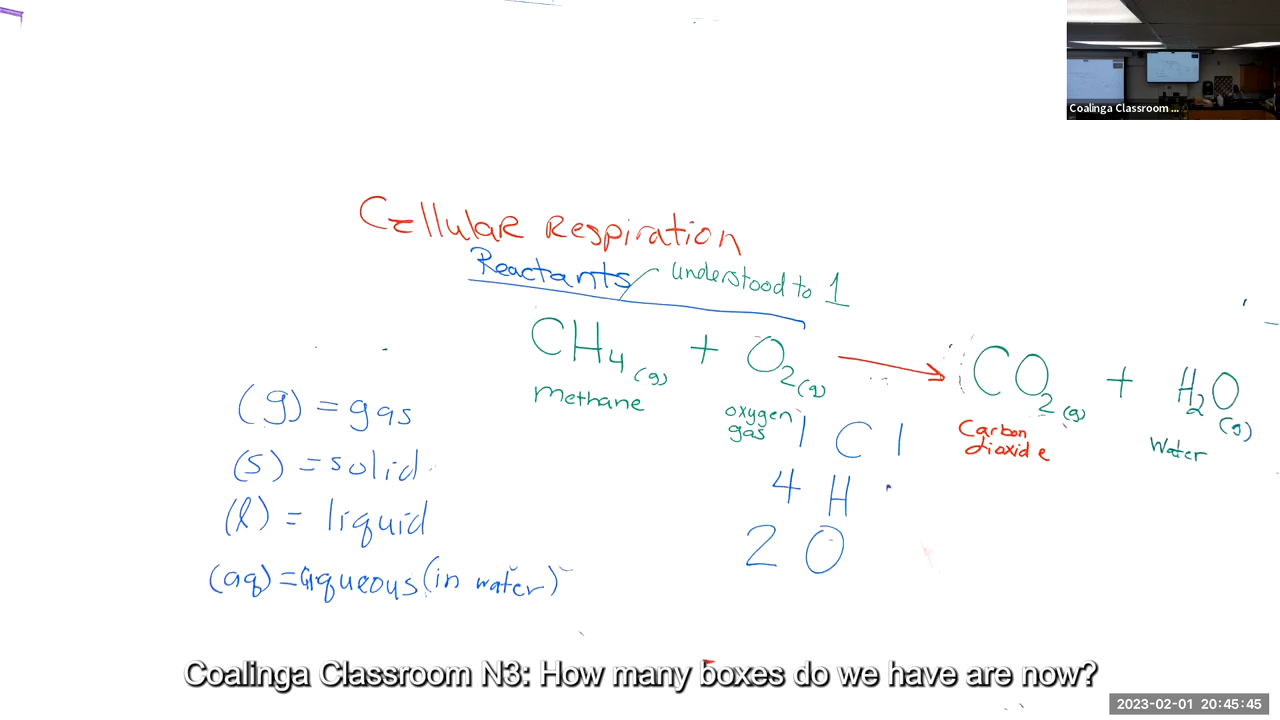 Coalinga Classroom ...
Cellular Respiration
Reactants understood to 1
CH4 (g) + O2 (g) → CO2 (g) + H2O (g)
methane oxygen gas Carbon dioxide Water
(g) = gas
(s) = solid
(l) = liquid
(aq) = aqueous (in water)
1 C 1
4 H
2 O
Coalinga Classroom N3: How many boxes do we have are now?
2023-02-01 20:45:45